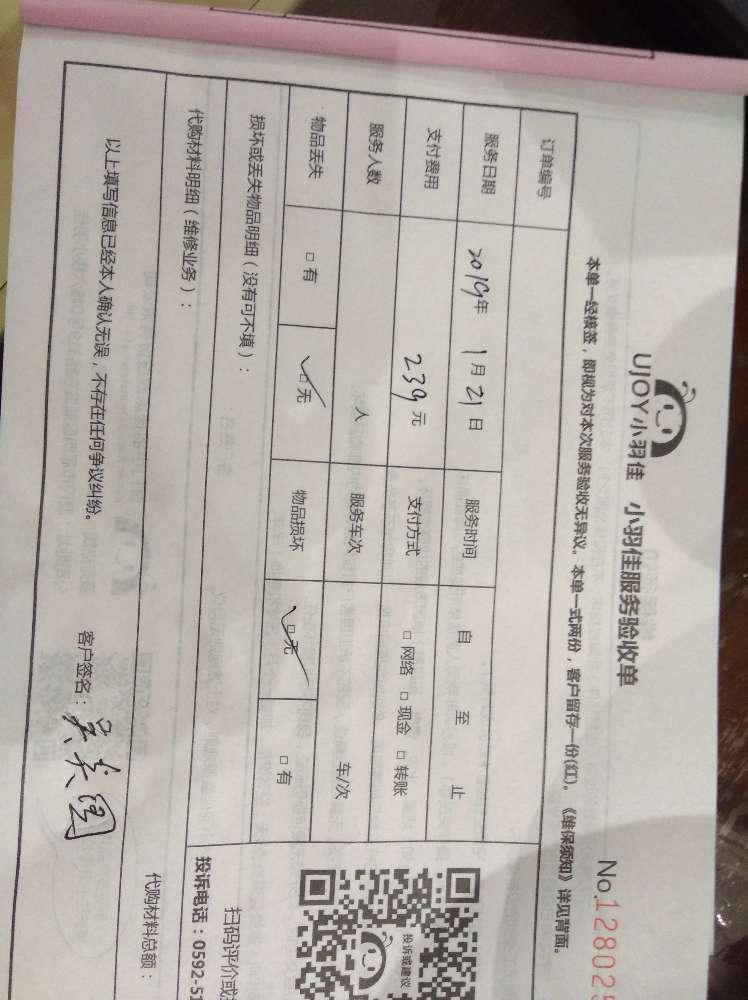 UJOY小羽佳 小羽佳服务验收单
No.128025
本单一经核签，即视为对本次服务验收无异议。本单一式两份，客户留存一份(红)。《维保须知》详见背面。
订单编号
服务日期 2019年 1月21日 服务时间 自 至 止
支付费用 239元 支付方式 □网络 □现金 □转账
服务人数 人 服务车次 车/次
物品丢失 □有 □无 物品损坏 □无 □有
损坏或丢失物品明细（没有可不填）：
投诉或建议
扫码评价或
投诉电话：0592-51
代购材料明细（维修业务）：
代购材料总额：
以上填写信息已经本人确认无误，不存在任何争议纠纷。 客户签名：